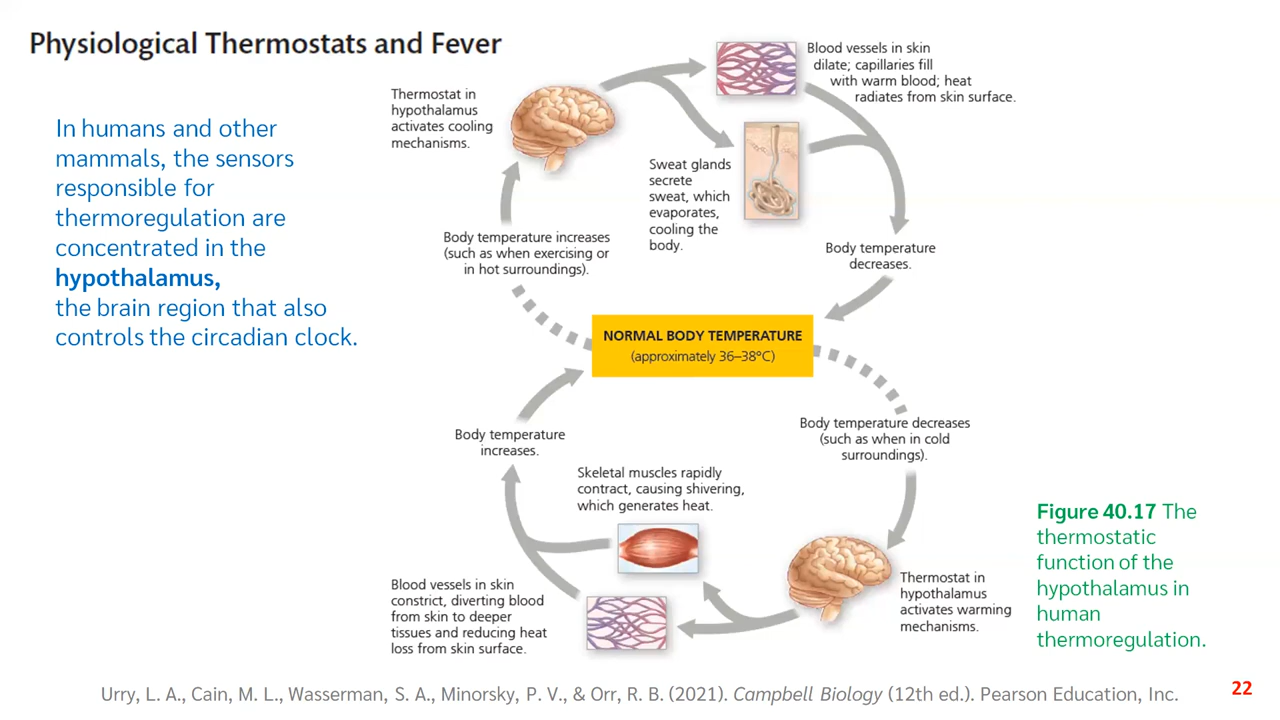 Physiological Thermostats and Fever
In humans and other
mammals, the sensors
responsible for
thermoregulation are
concentrated in the
hypothalamus,
the brain region that also
controls the circadian clock.
Thermostat in
hypothalamus
activates cooling
mechanisms.
Blood vessels in skin
dilate; capillaries fill
with warm blood; heat
radiates from skin surface.
Sweat glands
secrete
sweat, which
evaporates,
cooling the
body.
Body temperature increases
(such as when exercising or
in hot surroundings).
Body temperature
decreases.
NORMAL BODY TEMPERATURE
(approximately 36–38°C)
Body temperature
increases.
Body temperature decreases
(such as when in cold
surroundings).
Skeletal muscles rapidly
contract, causing shivering,
which generates heat.
Blood vessels in skin
constrict, diverting blood
from skin to deeper
tissues and reducing heat
loss from skin surface.
Thermostat in
hypothalamus
activates warming
mechanisms.
Figure 40.17 The
thermostatic
function of the
hypothalamus in
human
thermoregulation.
Urry, L. A., Cain, M. L., Wasserman, S. A., Minorsky, P. V., & Orr, R. B. (2021). Campbell Biology (12th ed.). Pearson Education, Inc.
22